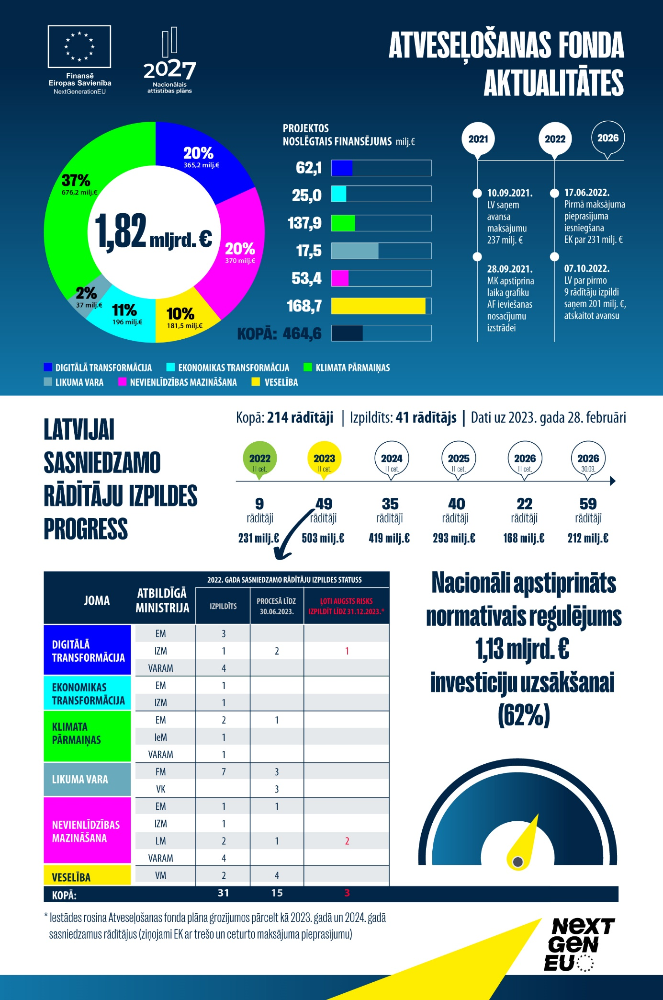 Finansē
Eiropas Savienība
NextGenerationEU
2027
Nacionālais
attīstības plāns
ATVESEĻOŠANAS FONDA
AKTUALITĀTES
20%
365,2 milj.€
37%
676,2 milj.€
1,82 mljrd. €
20%
370 milj.€
2%
37 milj.€
11%
196 milj.€
10%
181,5 milj.€
PROJEKTOS
NOSLĒGTAIS FINANSĒJUMS milj.€
62,1
25,0
137,9
17,5
53,4
168,7
KOPĀ: 464,6
2021
2022
2026
10.09.2021.
LV saņem
avansa
maksājumu
237 milj. €
28.09.2021.
MK apstiprina
laika grafiku
AF ieviešanas
nosacījumu
izstrādei
17.06.2022.
Pirmā maksājuma
pieprasījuma
iesniegšana
EK par 231 milj. €
07.10.2022.
LV par pirmo
9 rādītāju izpildi
saņem 201 milj. €,
atskaitot avansu
DIGITĀLĀ TRANSFORMĀCIJA EKONOMIKAS TRANSFORMĀCIJA KLIMATA PĀRMAIŅAS
LIKUMA VARA NEVIENLĪDZĪBAS MAZINĀŠANA VESELĪBA
LATVIJAI
SASNIEDZAMO
RĀDĪTĀJU IZPILDES
PROGRESS
Kopā: 214 rādītāji | Izpildīts: 41 rādītājs | Dati uz 2023. gada 28. februāri
2022 2023 2024 2025 2026 2026
II cet. II cet. II cet. II cet. II cet. 30.09.
9 49 35 40 22 59
rādītāji rādītāji rādītāji rādītāji rādītāji rādītāji
231 milj.€ 503 milj.€ 419 milj.€ 293 milj.€ 168 milj.€ 212 milj.€
JOMA
ATBILDĪGĀ
MINISTRIJA
2022. GADA SASNIEDZAMO RĀDĪTĀJU IZPILDES STATUSS
IZPILDĪTS
PROCESĀ LĪDZ
30.06.2023.
ĻOTI AUGSTS RISKS
IZPILDĪT LĪDZ 31.12.2023.*
DIGITĀLĀ
TRANSFORMĀCIJA
EM 3
IZM 1 2 1
VARAM 4
EKONOMIKAS
TRANSFORMĀCIJA
EM 1
IZM 1
KLIMATA
PĀRMAIŅAS
EM 2 1
IeM 1
VARAM 1
LIKUMA VARA
FM 7 3
VK 3
NEVIENLĪDZĪBAS
MAZINĀŠANA
EM 1 1
IZM 1
LM 2 1 2
VARAM 4
VESELĪBA
VM 2 4
KOPĀ: 31 15 3
Nacionāli apstiprināts
normatīvais regulējums
1,13 mljrd. €
investīciju uzsākšanai
(62%)
* Iestādes rosina Atveseļošanas fonda plāna grozījumos pārcelt kā 2023. gadā un 2024. gadā
sasniedzamus rādītājus (ziņojami EK ar trešo un ceturto maksājuma pieprasījumu)
NEXT
GEN
EU